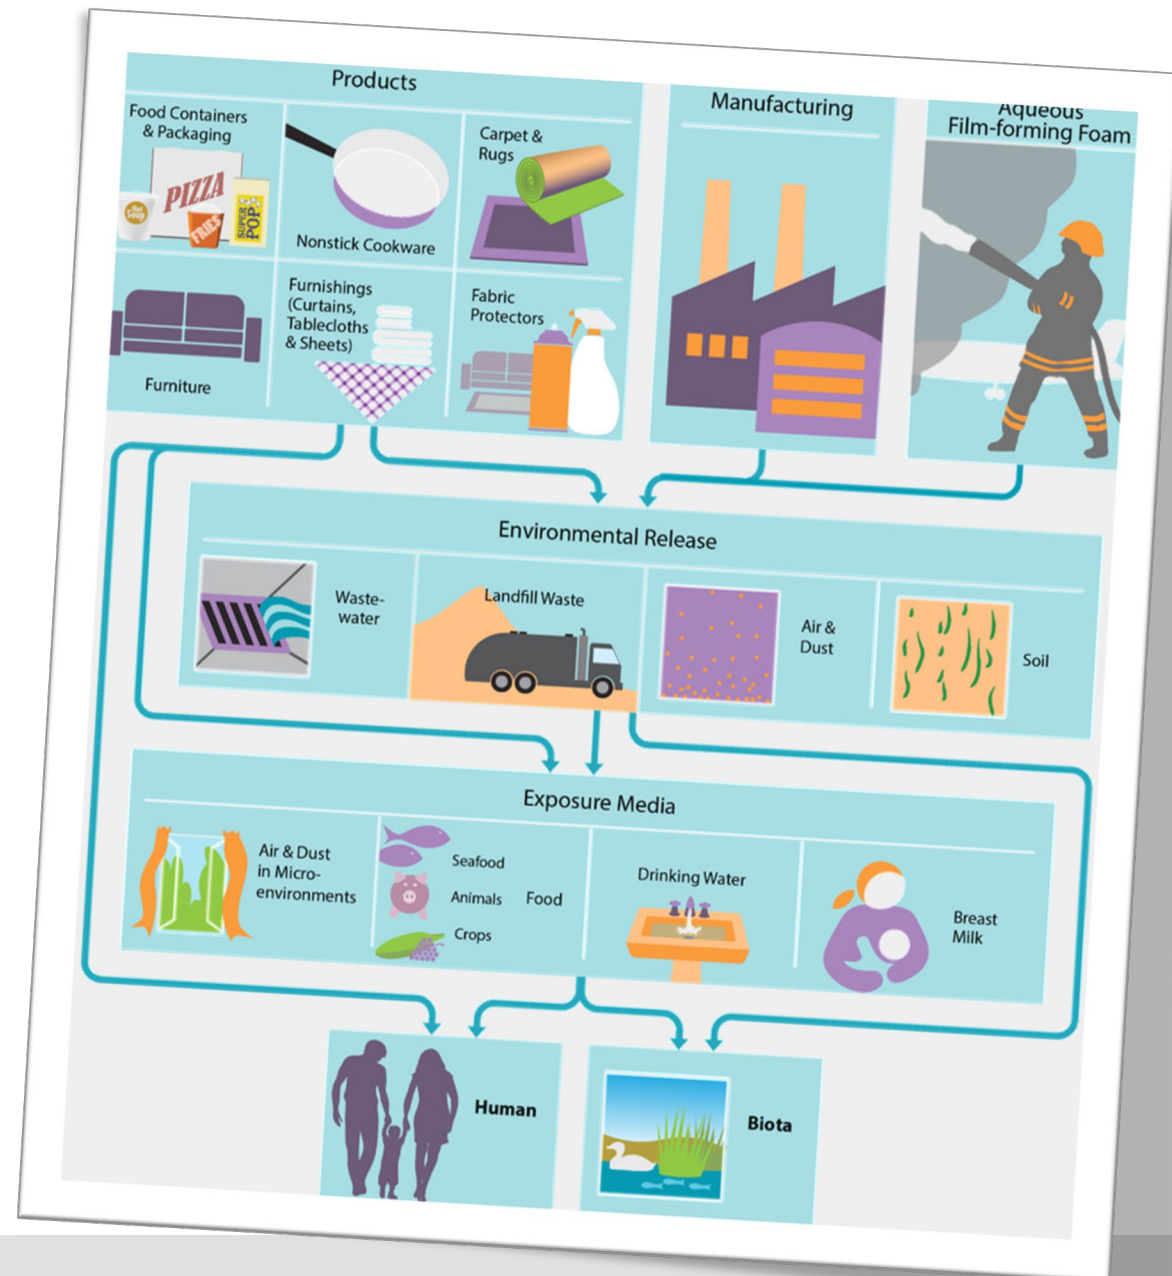 Products
Food Containers
& Packaging
Hot
Soup
PIZZA
FRIES
SUPER
POP
Nonstick Cookware
Carpet &
Rugs
Furniture
Furnishings
(Curtains,
Tablecloths
& Sheets)
Fabric
Protectors
Manufacturing
Aqueous
Film-forming Foam
Environmental Release
Waste-
water
Landfill Waste
Air &
Dust
Soil
Exposure Media
Air & Dust
in Micro-
environments
Seafood
Animals
Crops
Food
Drinking Water
Breast
Milk
Human
Biota